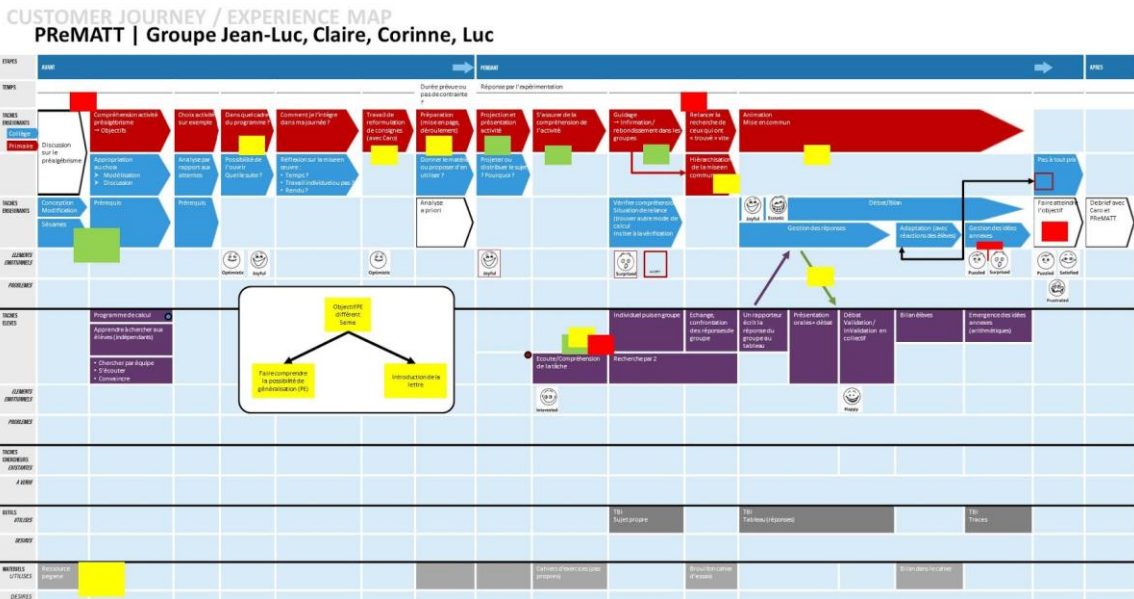 CUSTOMER JOURNEY / EXPERIENCE MAP
PReMATT | Groupe Jean-Luc, Claire, Corinne, Luc
ETAPES
AVANT
PENDANT
APRES
TEMPS
Durée prévue ou
pas de contrainte
?
Réponse par l'expérimentation
TACHES
ENSEIGNANTS
Collège
Primaire
Discussion
sur le
préalgébrisme
Compréhension activité
préalgébrisme
→ Objectifs
Choix activité
sur exemple
Dans quel cadre
du programme ?
Comment je l'intègre
dans ma journée ?
Travail de
reformulation
de consignes
(avec Caro)
Préparation
(mise en page,
déroulement)
Projection et
présentation
activité
S'assurer de la
compréhension de
l'activité
Guidage
→ Information/
rebondissement dans les
groupes
Relancer la
recherche de
ceux qui ont
« trouvé » vite
Animation
Mise en commun
Appropriation
au choix
➤ Modélisation
➤ Discussion
Analyse par
rapport aux
attentes
Possibilité de
l'ouvrir
Quelle suite ?
Réflexion sur la mise en
œuvre :
• Temps ?
• Travail individuel ou pas ?
• Rendu ?
Donner le matériel
ou proposer d'en
utiliser ?
Projeter ou
distribuer le sujet
? Pourquoi ?
Hiérarchisation
de la mise en
commun
Pas le tout pris
TACHES
ENSEIGNANTS
Conception
Modification
Sésames
Prérequis
Prérequis
Analyse
a priori
Vérifier compréhension
Situation de relance
(trouver autre mode de
calcul
Inciter à la vérification
Joyful
Ecstatic
Débat/Bilan
Gestion des réponses
Adaptation (avec
réactions des élèves)
Gestion des idées
annexes
Faire atteindre
l'objectif
Debrief avec
Caro et
PReMATT
ELEMENTS
EMOTIONNELS
Optimistic
Joyful
Optimistic
Joyful
Surprised
Puzzled
Surprised
Puzzled
Satisfied
PROBLEMES
Frustrated
Objectif PE
différent
5eme
Faire comprendre
la possibilité de
généralisation (PE)
Introduction de la
lettre
TACHES
ELEVES
Programme de calcul
Apprendre à chercher aux
élèves (indépendants)
• Chercher par équipe
• S'écouter
• Convaincre
Ecoute/Compréhension
de la tâche
Individuel puis en groupe
Recherche par 2
Echange,
confrontation
des réponses de
groupe
Un rapporteur
écrit la
réponse du
groupe au
tableau
Présentation
orales + débat
Débat
Validation /
invalidation en
collectif
Bilan élèves
Emergence des idées
annexes
(arithmétiques)
ELEMENTS
EMOTIONNELS
Interested
Happy
PROBLEMES
TACHES
CHERCHEURS
EXISTANTES
A VENIR
OUTILS
UTILISES
TBI
Sujet propre
TBI
Tableau (réponses)
TBI
Traces
DESIRES
MATERIELS
UTILISES
Ressource
pegame
Cahiers d'exercices (pas
propres)
Brouillon cahier
d'essais
Bilan dans le cahier
DESIRES